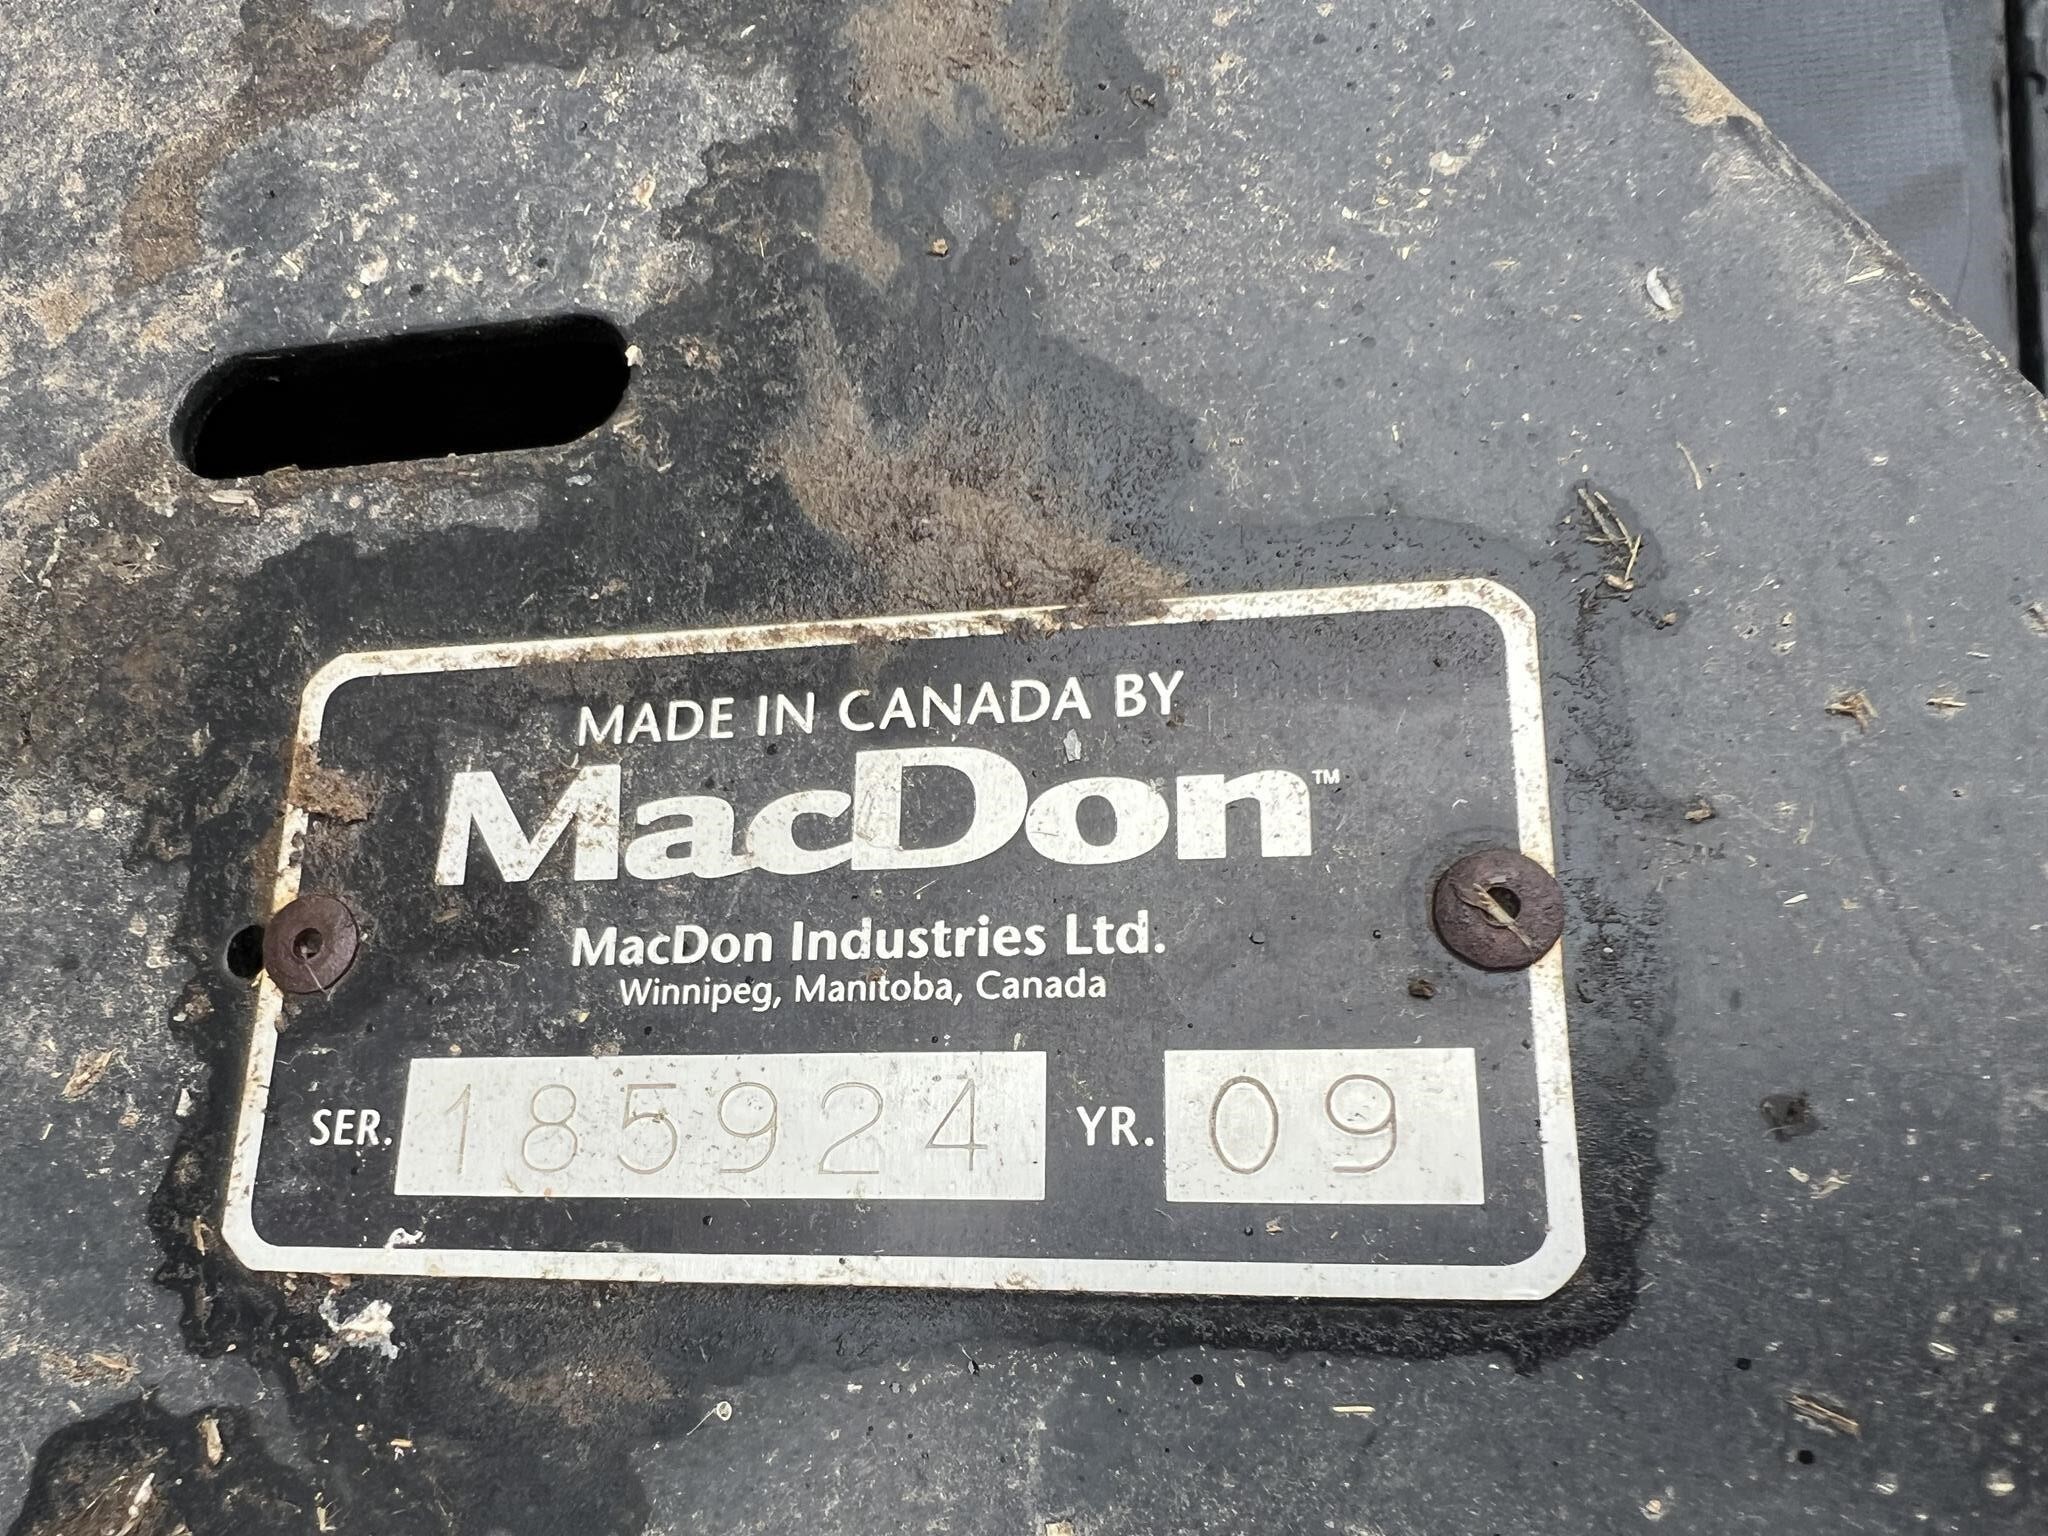 MADE IN CANADA BY
MacDon™
MacDon Industries Ltd.
Winnipeg, Manitoba, Canada
SER. 185924 YR. 09